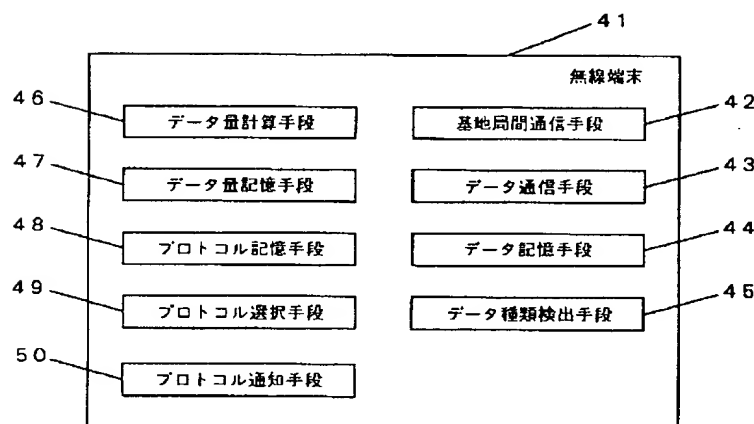 41
無線端末
46
データ量計算手段
47
データ量記憶手段
48
プロトコル記憶手段
49
プロトコル選択手段
50
プロトコル通知手段
基地局間通信手段
42
データ通信手段
43
データ記憶手段
44
データ種類検出手段
45